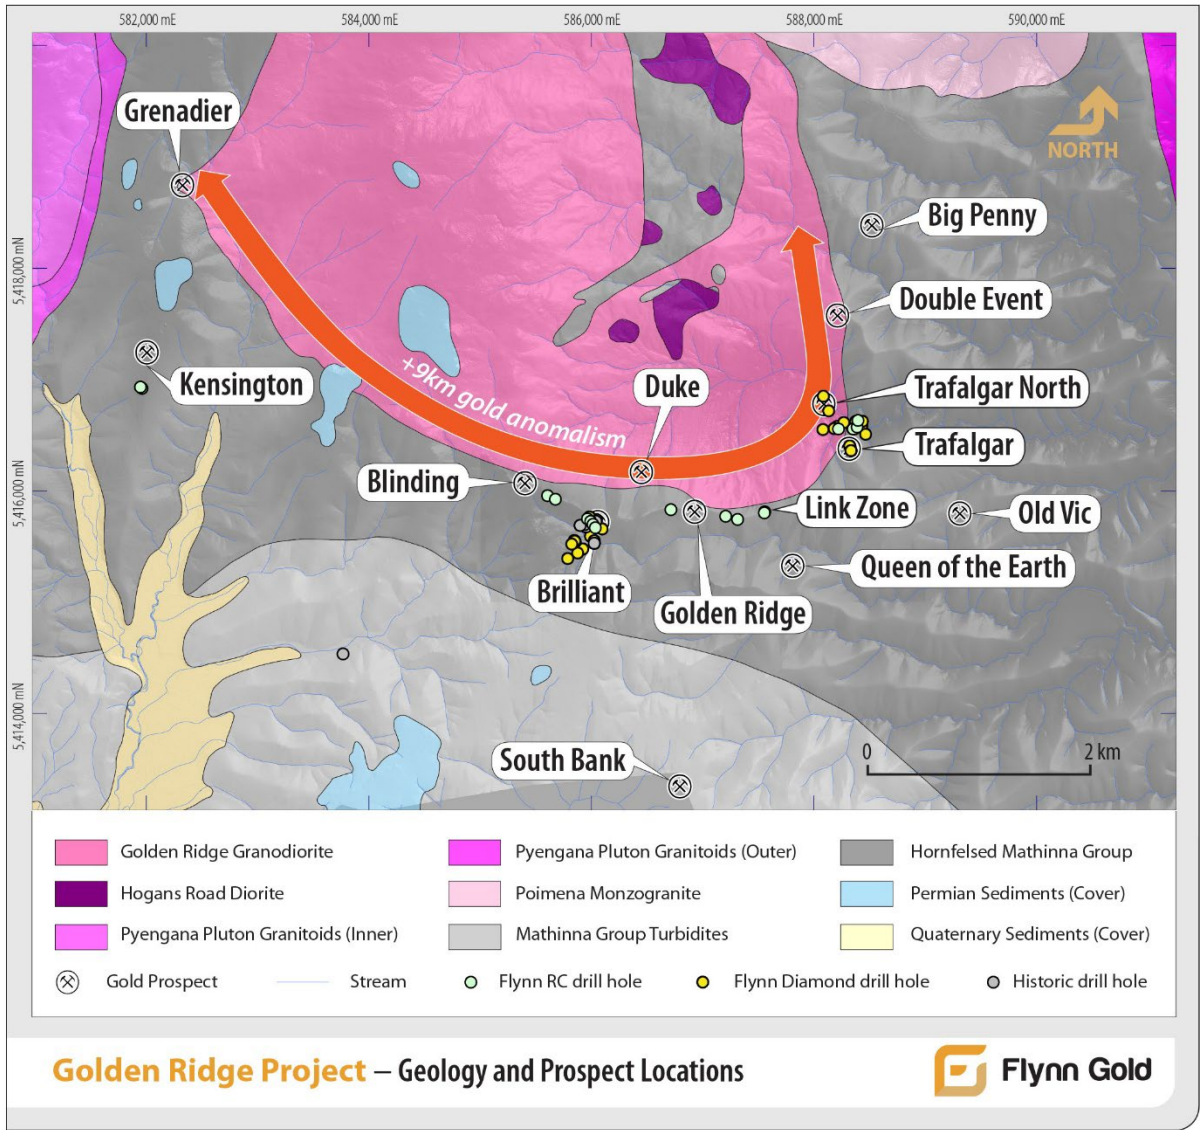 582,000 mE
584,000 mE
586,000 mE
588,000 mE
590,000 mE
Grenadier
NORTH
Big Penny
5,418,000 mN
Double Event
Kensington
+9km gold anomalism
Duke
Trafalgar North
Trafalgar
Blinding
5,416,000 mN
Link Zone
Old Vic
Brilliant
Golden Ridge
Queen of the Earth
5,414,000 mN
South Bank
0
2 km
Golden Ridge Granodiorite
Pyengana Pluton Granitoids (Outer)
Hornfelsed Mathinna Group
Hogans Road Diorite
Poimena Monzogranite
Permian Sediments (Cover)
Pyengana Pluton Granitoids (Inner)
Mathinna Group Turbidites
Quaternary Sediments (Cover)
Gold Prospect
Stream
Flynn RC drill hole
Flynn Diamond drill hole
Historic drill hole
Golden Ridge Project – Geology and Prospect Locations
Flynn Gold